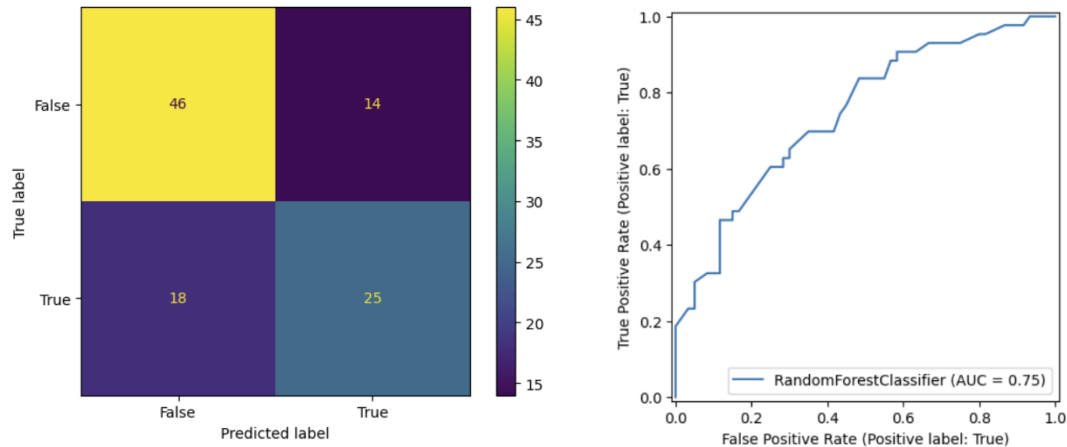 False
True
True label
46
14
18
25
False
True
Predicted label
45
40
35
30
25
20
15
True Positive Rate (Positive label: True)
1.0
0.8
0.6
0.4
0.2
0.0
RandomForestClassifier (AUC = 0.75)
0.0
0.2
0.4
0.6
0.8
1.0
False Positive Rate (Positive label: True)